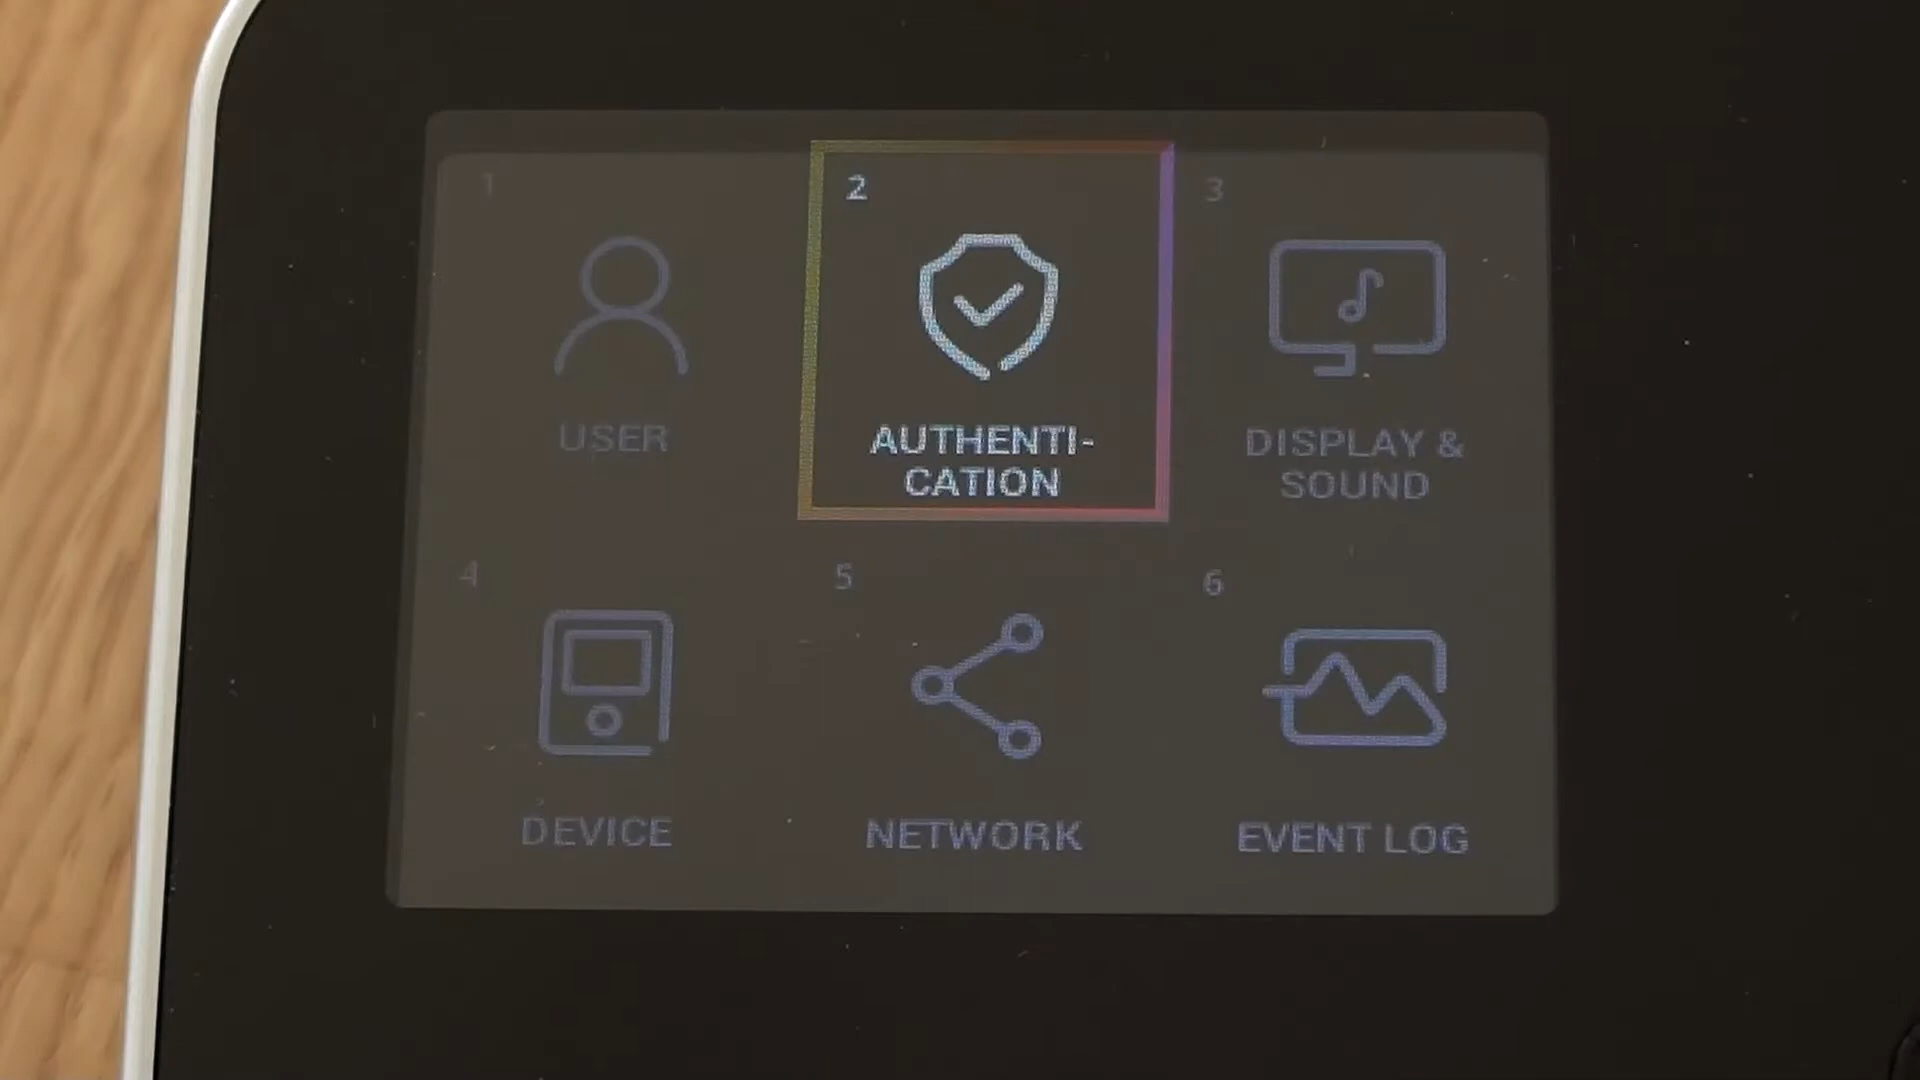 1
2
3
USER
AUTHENTI-
CATION
DISPLAY &
SOUND
4
5
6
DEVICE
NETWORK
EVENT LOG